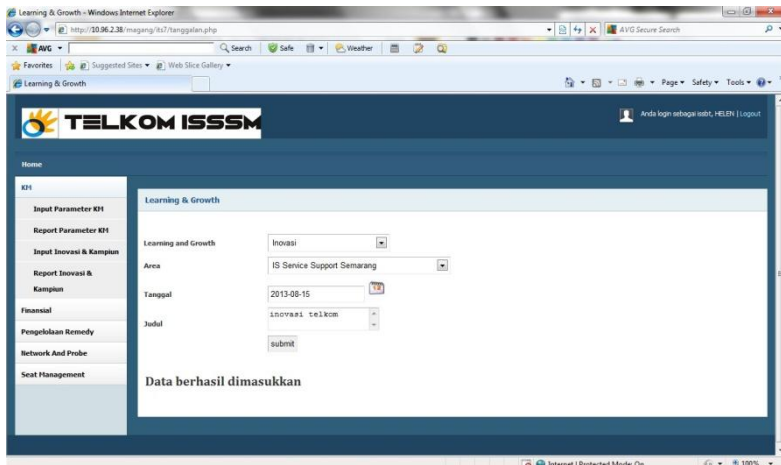 Learning & Growth - Windows Internet Explorer
http://10.96.2.38/magang/its7/tanggalan.php
AVG Secure Search
AVG
Search
Safe
Weather
Favorites
Suggested Sites
Web Slice Gallery
Learning & Growth
Page
Safety
Tools
TELKOM ISSSM
Anda login sebagai issbt, HELEN | Logout
Home
KM
Input Parameter KM
Report Parameter KM
Input Inovasi & Kampiun
Report Inovasi &
Kampiun
Finansial
Pengelolaan Remedy
Network And Probe
Seat Management
Learning & Growth
Learning and Growth
Inovasi
Area
IS Service Support Semarang
Tanggal
2013-08-15
Judul
inovasi telkom
submit
Data berhasil dimasukkan
Internet | Protected Mode: On
100%